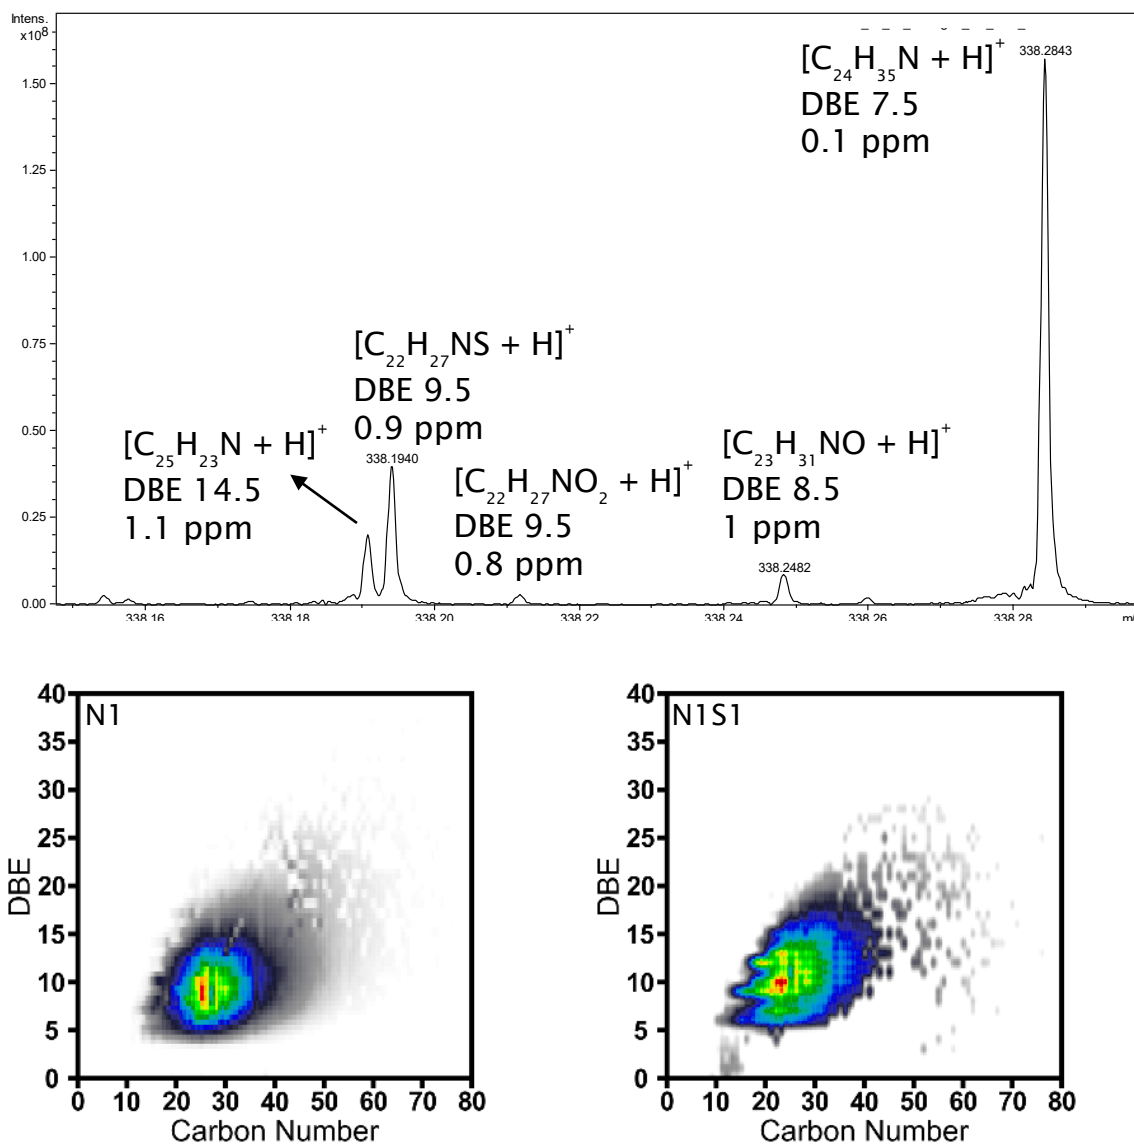 Intens.
x10⁸
[C₂₄H₃₅N + H]⁺ 338.2843
DBE 7.5
0.1 ppm
1.50
1.25
1.00
0.75
0.50
0.25
0.00
[C₂₂H₂₇NS + H]⁺
DBE 9.5
0.9 ppm
338.1940
[C₂₅H₂₃N + H]⁺
DBE 14.5
1.1 ppm
[C₂₂H₂₇NO₂ + H]⁺
DBE 9.5
0.8 ppm
[C₂₃H₃₁NO + H]⁺
DBE 8.5
1 ppm
338.2482
338.16 338.18 338.20 338.22 338.24 338.26 338.28
N1
40
35
30
25
20
15
10
5
0
DBE
0 10 20 30 40 50 60 70 80
Carbon Number
N1S1
40
35
30
25
20
15
10
5
0
DBE
0 10 20 30 40 50 60 70 80
Carbon Number